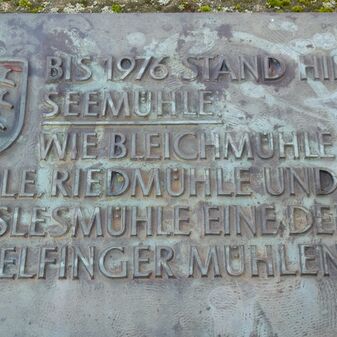 BIS 1976 STAND HI
SEEMÜHLE
WIE BLEICHMÜHLE
LE, RIEDMÜHLE UND
SLESMÜHLE EINE DE
ELFINGER MÜHLEN